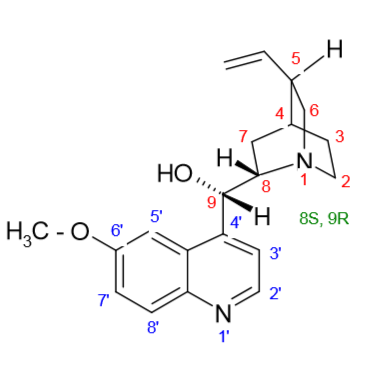 5 H
4 6
7 3
H N
HO 8 1 2
9 H 8S, 9R
4'
5'
6'
H₃C - O 3'
7' 2'
8' N
1'